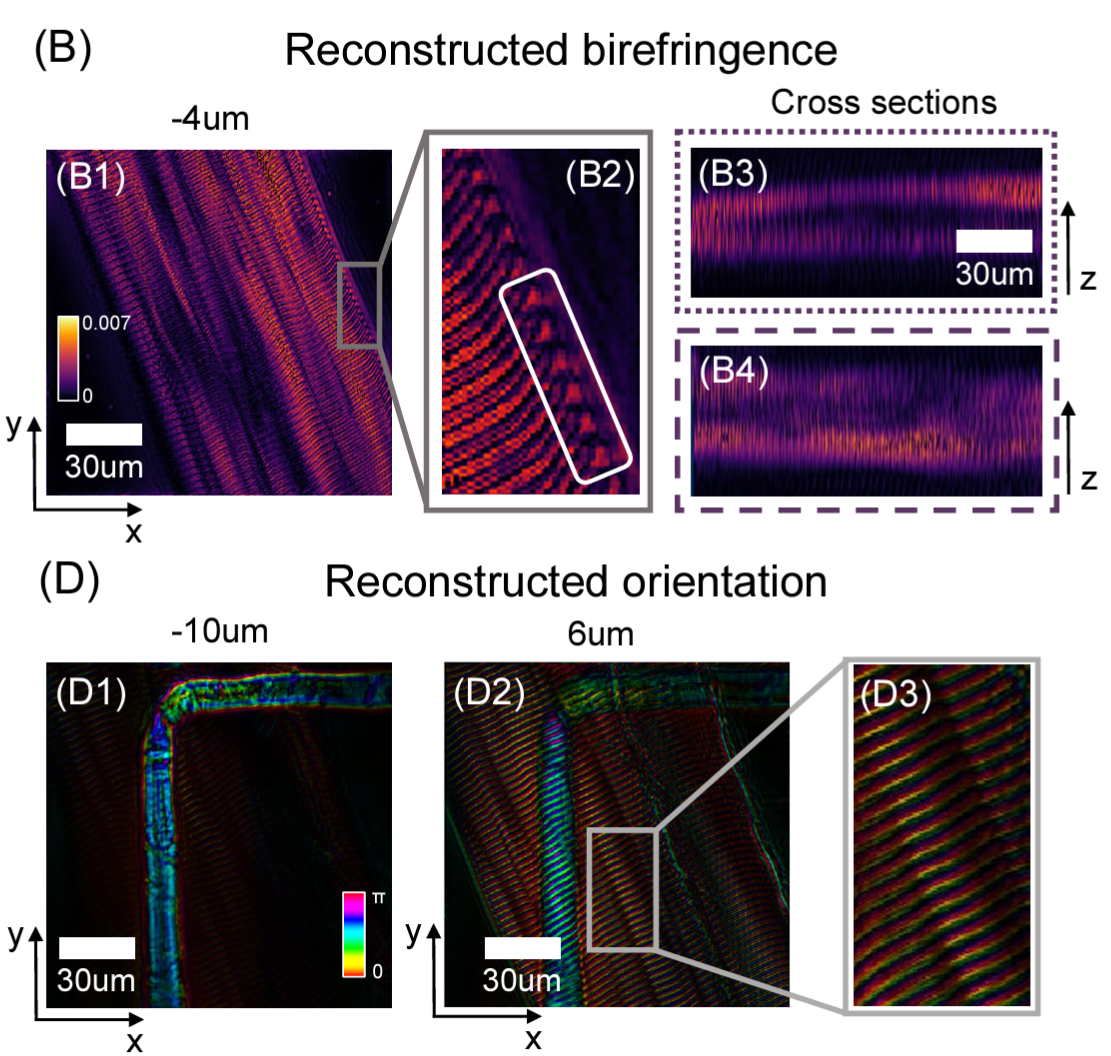 (B) Reconstructed birefringence
-4um
Cross sections
(B1)
0.007
0
y
30um
x
(B2)
(B3)
30um
z
(B4)
z
(D) Reconstructed orientation
-10um
6um
(D1)
π
0
y
30um
x
(D2)
y
30um
x
(D3)